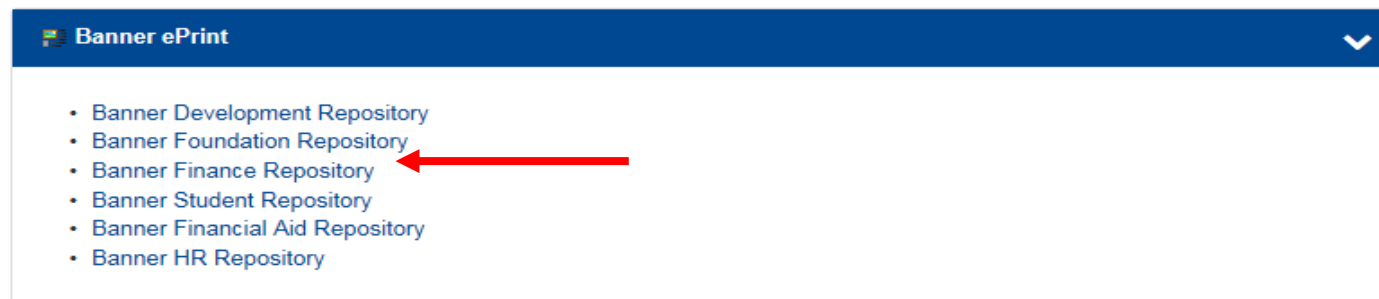 Banner ePrint
• Banner Development Repository
• Banner Foundation Repository
• Banner Finance Repository
• Banner Student Repository
• Banner Financial Aid Repository
• Banner HR Repository